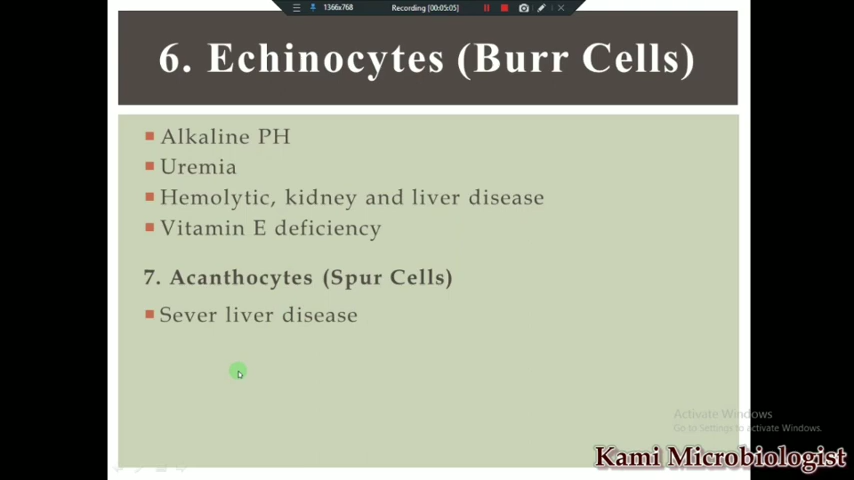 1366x768
Recording [00:05:05]
6. Echinocytes (Burr Cells)
Alkaline PH
Uremia
Hemolytic, kidney and liver disease
Vitamin E deficiency
7. Acanthocytes (Spur Cells)
Sever liver disease
Activate Windows
Go to Settings to activate Windows.
Kami Microbiologist